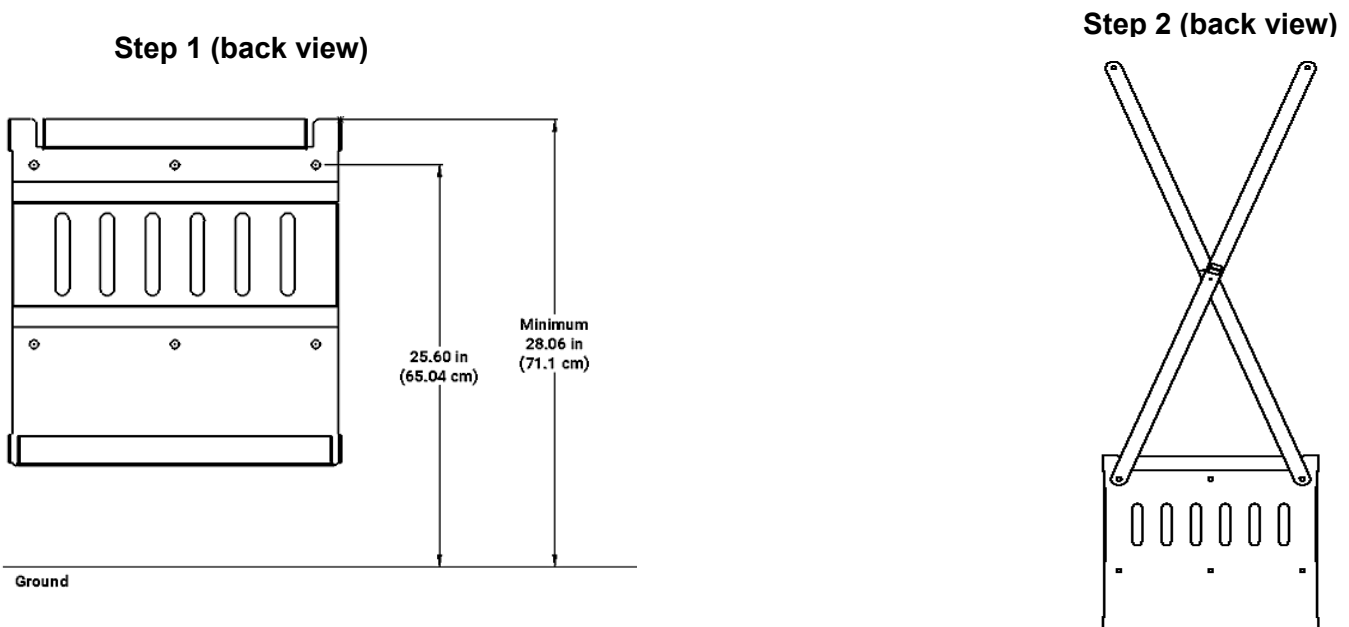 Step 1 (back view)
Step 2 (back view)
Minimum
28.06 in
(71.1 cm)
25.60 in
(65.04 cm)
Ground